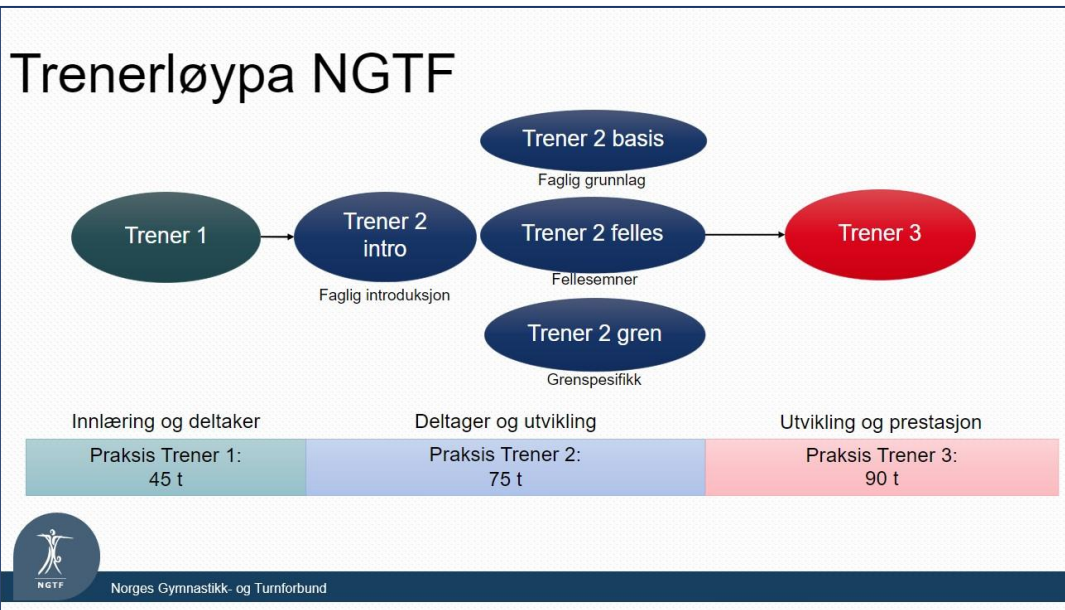 Trenerløypa NGTF
Trener 2 basis
Faglig grunnlag
Trener 1
Trener 2
intro
Faglig introduksjon
Trener 2 felles
Fellesemner
Trener 3
Trener 2 gren
Grenspesifikk
Innlæring og deltaker
Deltager og utvikling
Utvikling og prestasjon
Praksis Trener 1:
45 t
Praksis Trener 2:
75 t
Praksis Trener 3:
90 t
NGTF
Norges Gymnastikk- og Turnforbund